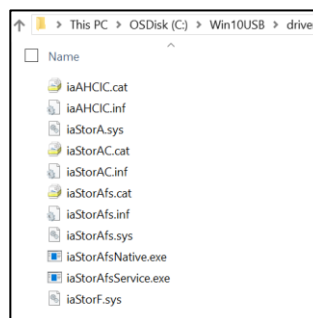 This PC > OSDisk (C:) > Win10USB > drive
Name
iaAHCIC.cat
iaAHCIC.inf
iaStorA.sys
iaStorAC.cat
iaStorAC.inf
iaStorAfs.cat
iaStorAfs.inf
iaStorAfs.sys
iaStorAfsNative.exe
iaStorAfsService.exe
iaStorF.sys